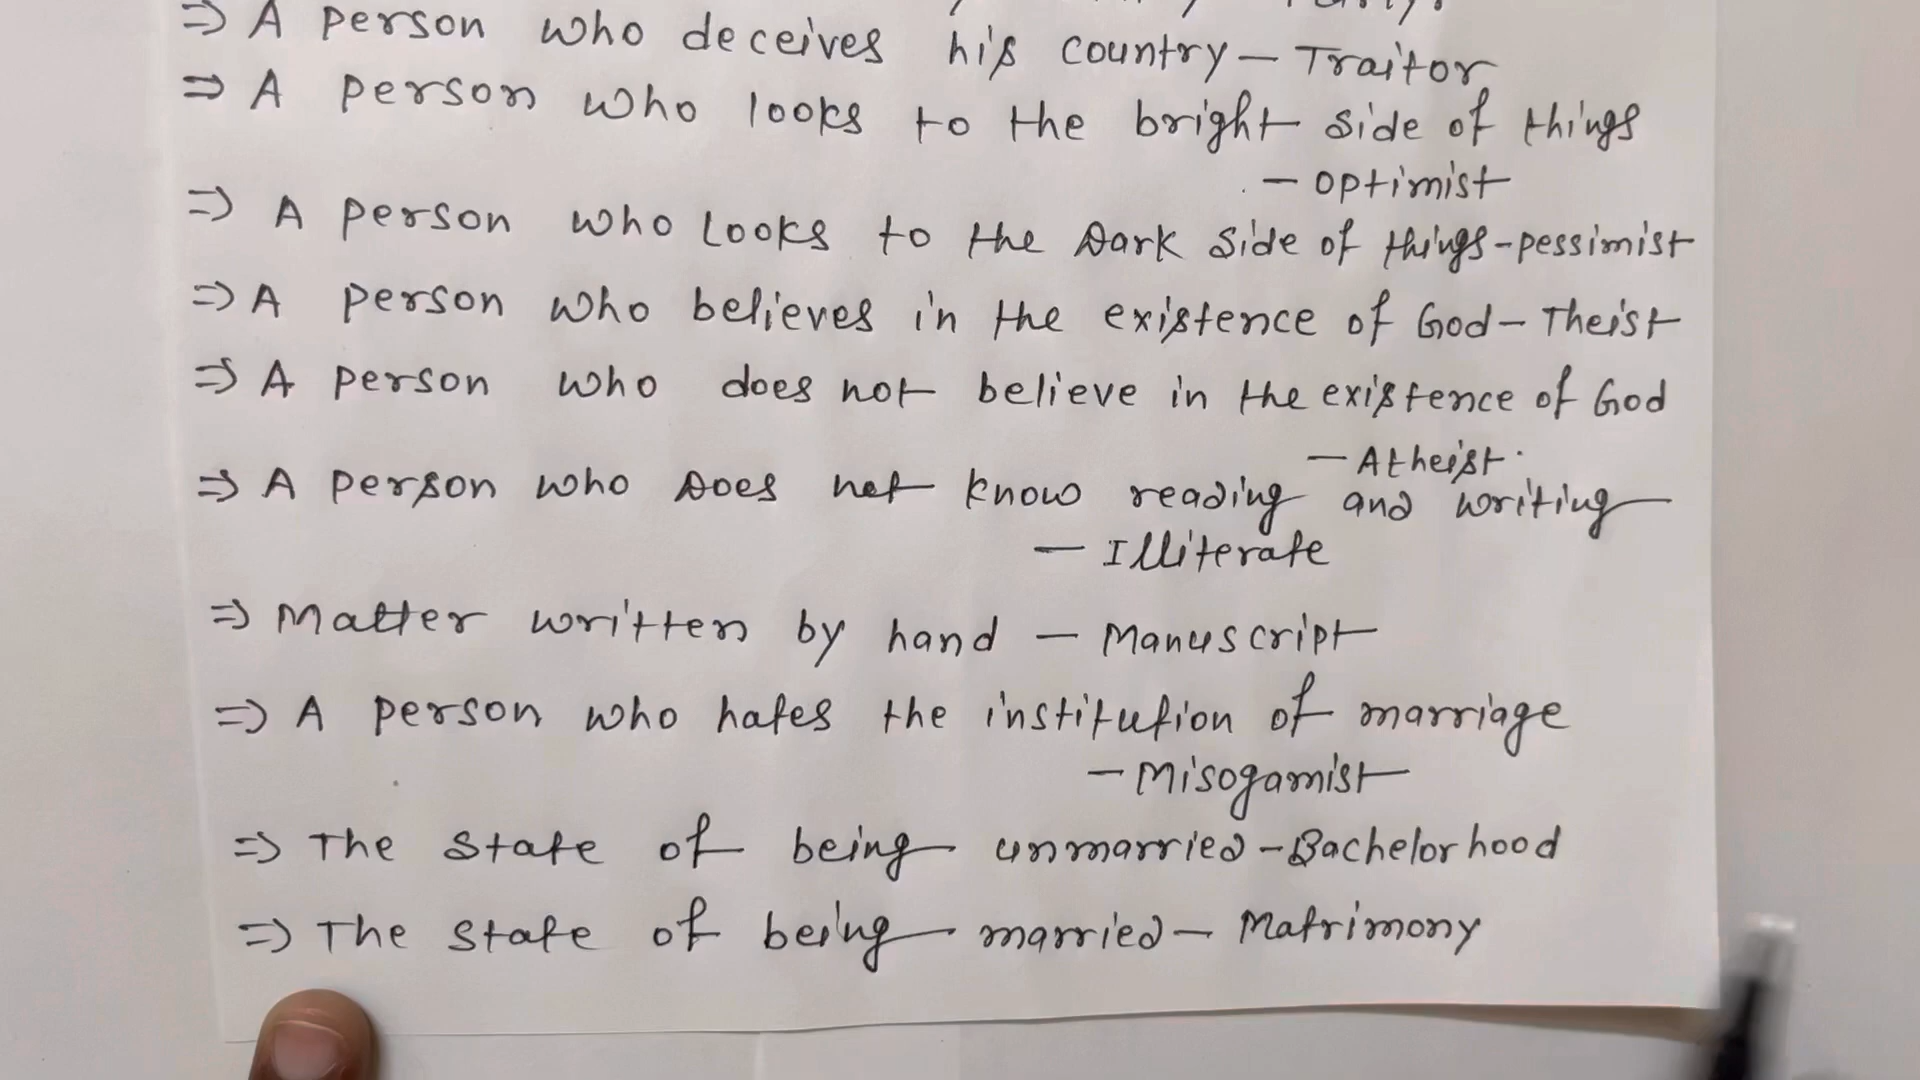 ⇒ A person who deceives his country – Traitor
⇒ A person who looks to the bright side of things
– optimist
⇒ A person who Looks to the Dark side of things - pessimist
⇒ A person who believes in the existence of God – Theist
⇒ A person who does not believe in the existence of God
– Atheist.
⇒ A person who Does not know reading and writing
– Illiterate
⇒ Matter written by hand – Manuscript
⇒ A person who hates the institution of marriage
– Misogamist
⇒ The state of being unmarried - Bachelorhood
⇒ The state of being married – Matrimony